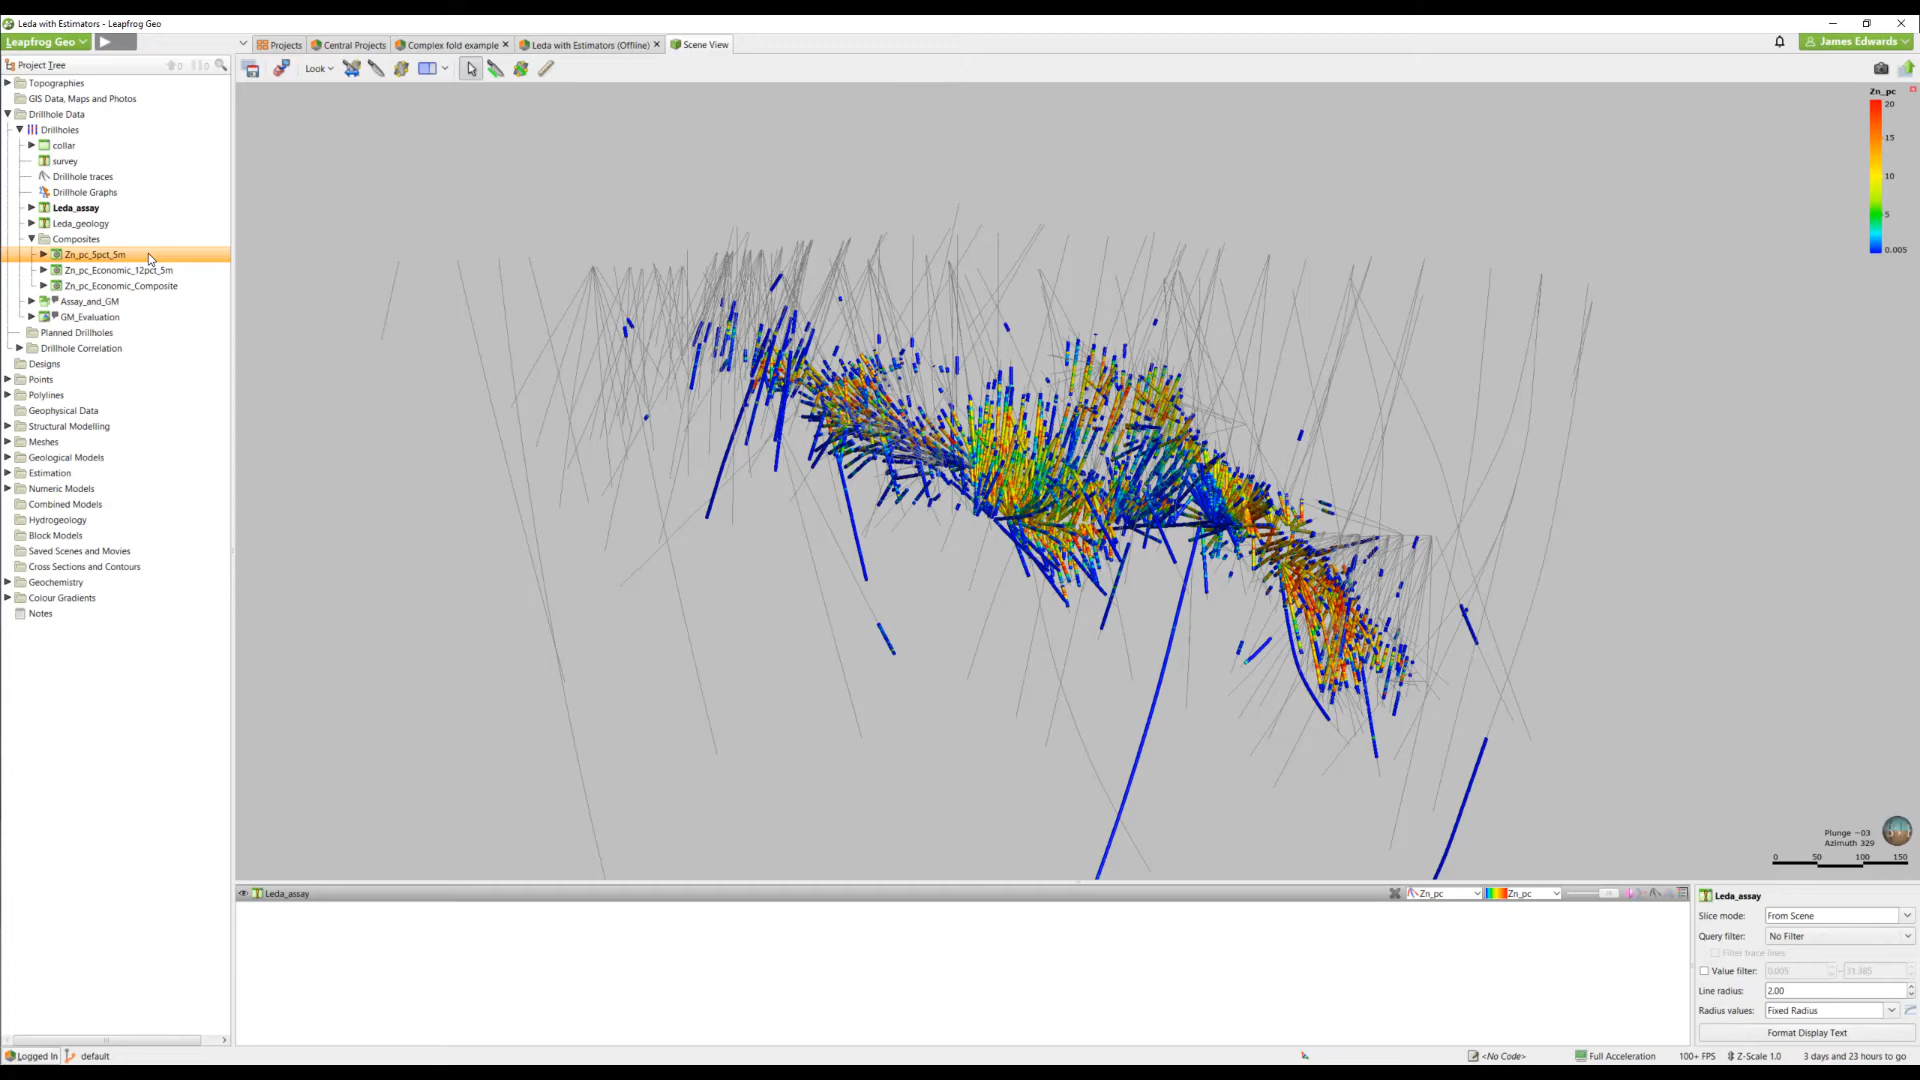 Leda with Estimators - Leapfrog Geo
Leapfrog Geo
Projects
Central Projects
Complex fold example
Leda with Estimators (Offline)
Scene View
James Edwards
Project Tree
Look
Topographies
GIS Data, Maps and Photos
Drillhole Data
Drillholes
collar
survey
Drillhole traces
Drillhole Graphs
Leda_assay
Leda_geology
Composites
Zn_pc_5pct_5m
Zn_pc_Economic_12pct_5m
Zn_pc_Economic_Composite
Assay_and_GM
GM_Evaluation
Planned Drillholes
Drillhole Correlation
Designs
Points
Polylines
Geophysical Data
Structural Modelling
Meshes
Geological Models
Estimation
Numeric Models
Combined Models
Hydrogeology
Block Models
Saved Scenes and Movies
Cross Sections and Contours
Geochemistry
Colour Gradients
Notes
Zn_pc
20
15
10
5
0.005
Plunge −03
Azimuth 329
0 50 100 150
Leda_assay
Zn_pc
Zn_pc
Leda_assay
Slice mode: From Scene
Query filter: No Filter
Filter trace lines
Value filter: 0.005 31.385
Line radius: 2.00
Radius values: Fixed Radius
Format Display Text
Logged In default
<No Code> Full Acceleration 100+ FPS Z-Scale 1.0 3 days and 23 hours to go